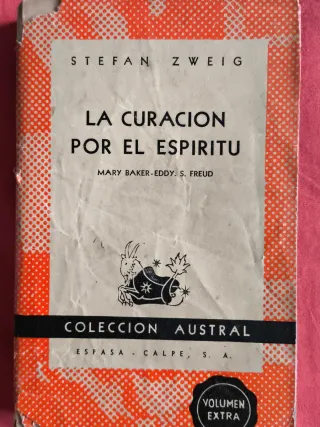 STEFAN ZWEIG
LA CURACION
POR EL ESPIRITU
MARY BAKER-EDDY. S. FREUD
COLECCION AUSTRAL
ESPASA - CALPE, S. A.
VOLUMEN
EXTRA